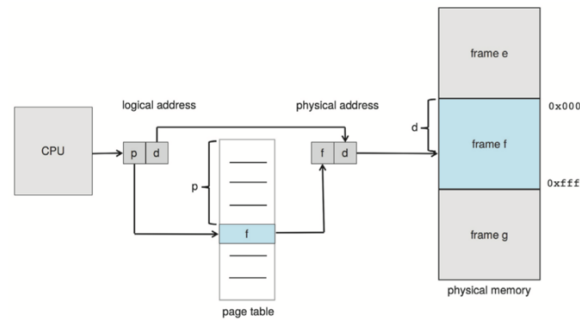 frame e
logical address
physical address
0x000
CPU
p d
f d
d
frame f
p
0xfff
f
frame g
page table
physical memory